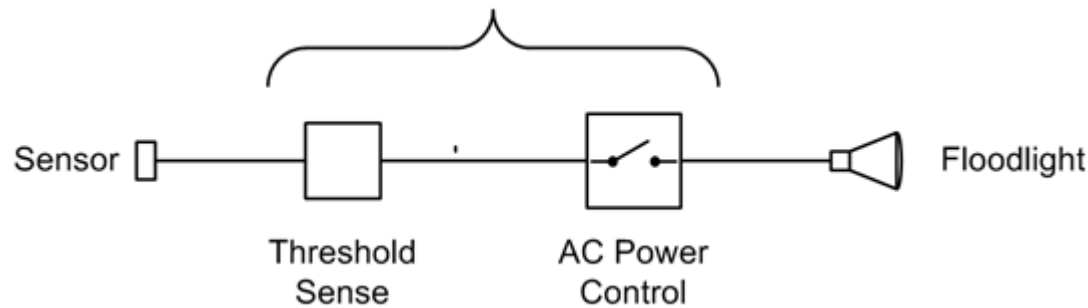 Sensor
Floodlight
Threshold
Sense
AC Power
Control